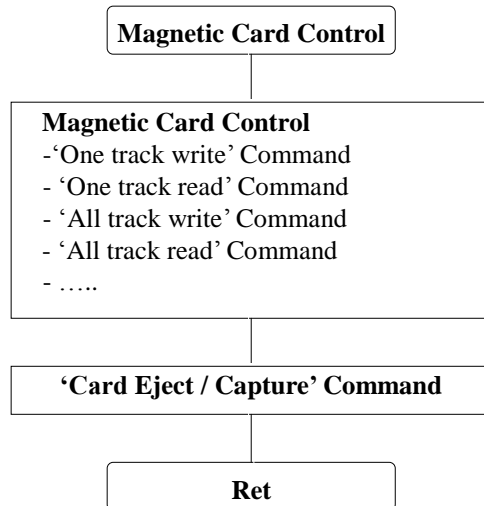 Magnetic Card Control
Magnetic Card Control
-‘One track write’ Command
- ‘One track read’ Command
- ‘All track write’ Command
- ‘All track read’ Command
- …..
‘Card Eject / Capture’ Command
Ret